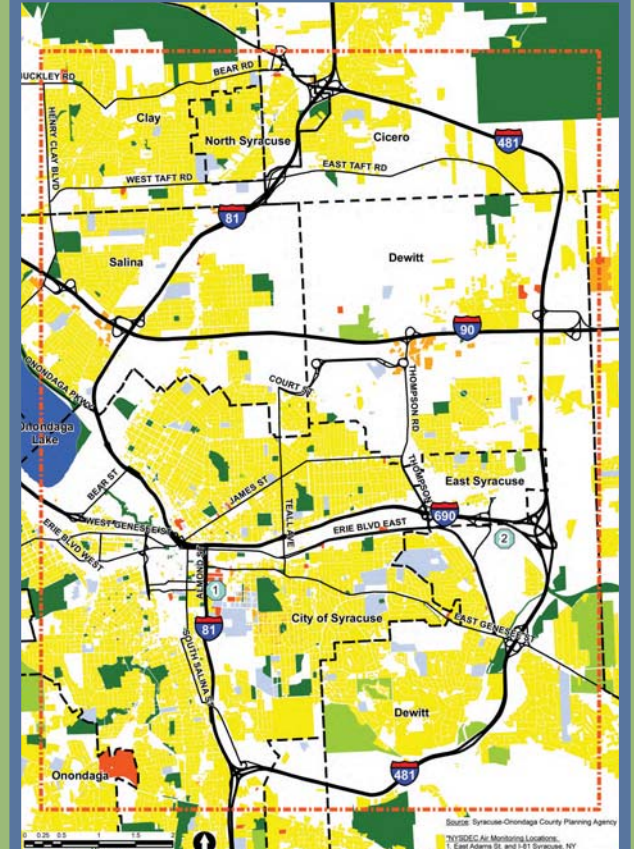 BUCKLEY RD
BEAR RD
HENRY CLAY BLVD
Clay
North Syracuse
Cicero
481
WEST TAFT RD
EAST TAFT RD
81
Salina
Dewitt
90
ONONDAGA PKWY
COURT ST
THOMPSON RD
Onondaga
Lake
BEAR ST
JAMES ST
TEALL AVE
THOMPSON
East Syracuse
690
WEST GENESEE S
ERIE BLVD EAST
ERIE BLVD WEST
2
ALMOND S
1
City of Syracuse
81
EAST GENESEE ST
SOUTH SALINA S
Dewitt
481
Onondaga
Source: Syracuse-Onondaga County Planning Agency
0 0.25 0.5 1 1.5 2
*NYSDEC Air Monitoring Locations:
1. East Adams St. and I-81 Syracuse, NY